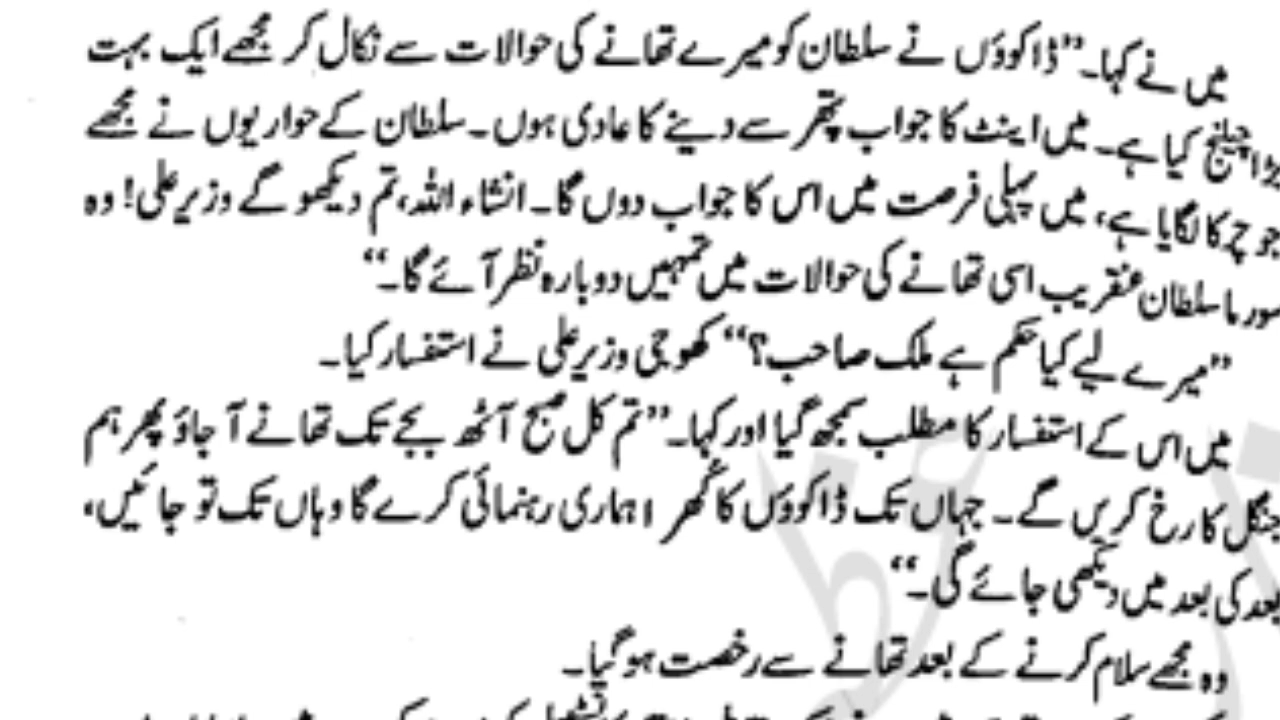 میں نے کہا۔”ڈاکوؤں نے سلطان کو میرے تھانے کی حوالات سے نکال کر مجھے ایک بہت
بڑا چیلنج کیا ہے۔ میں اینٹ کا جواب پتھر سے دینے کا عادی ہوں۔سلطان کے حواریوں نے مجھے
جو چرکا لگایا ہے، میں پہلی فرصت میں اس کا جواب دوں گا۔انشاء اللہ،تم دیکھو گے وزیر علی! وہ
سورما سلطان عنقریب اسی تھانے کی حوالات میں تمہیں دوبارہ نظر آئے گا۔“
”میرے لیے کیا حکم ہے ملک صاحب؟“ کھوجی وزیر علی نے استفسار کیا۔
میں اس کے استفسار کا مطلب سمجھ گیا اور کہا۔”تم کل صبح آٹھ بجے تک تھانے آ جاؤ پھر ہم
جنگل کا رخ کریں گے۔ جہاں تک ڈاکوؤں کا کُھرا ہماری رہنمائی کرے گا وہاں تک تو جائیں،
بعد کی بعد میں دیکھی جائے گی۔“
وہ مجھے سلام کرنے کے بعد تھانے سے رخصت ہو گیا۔